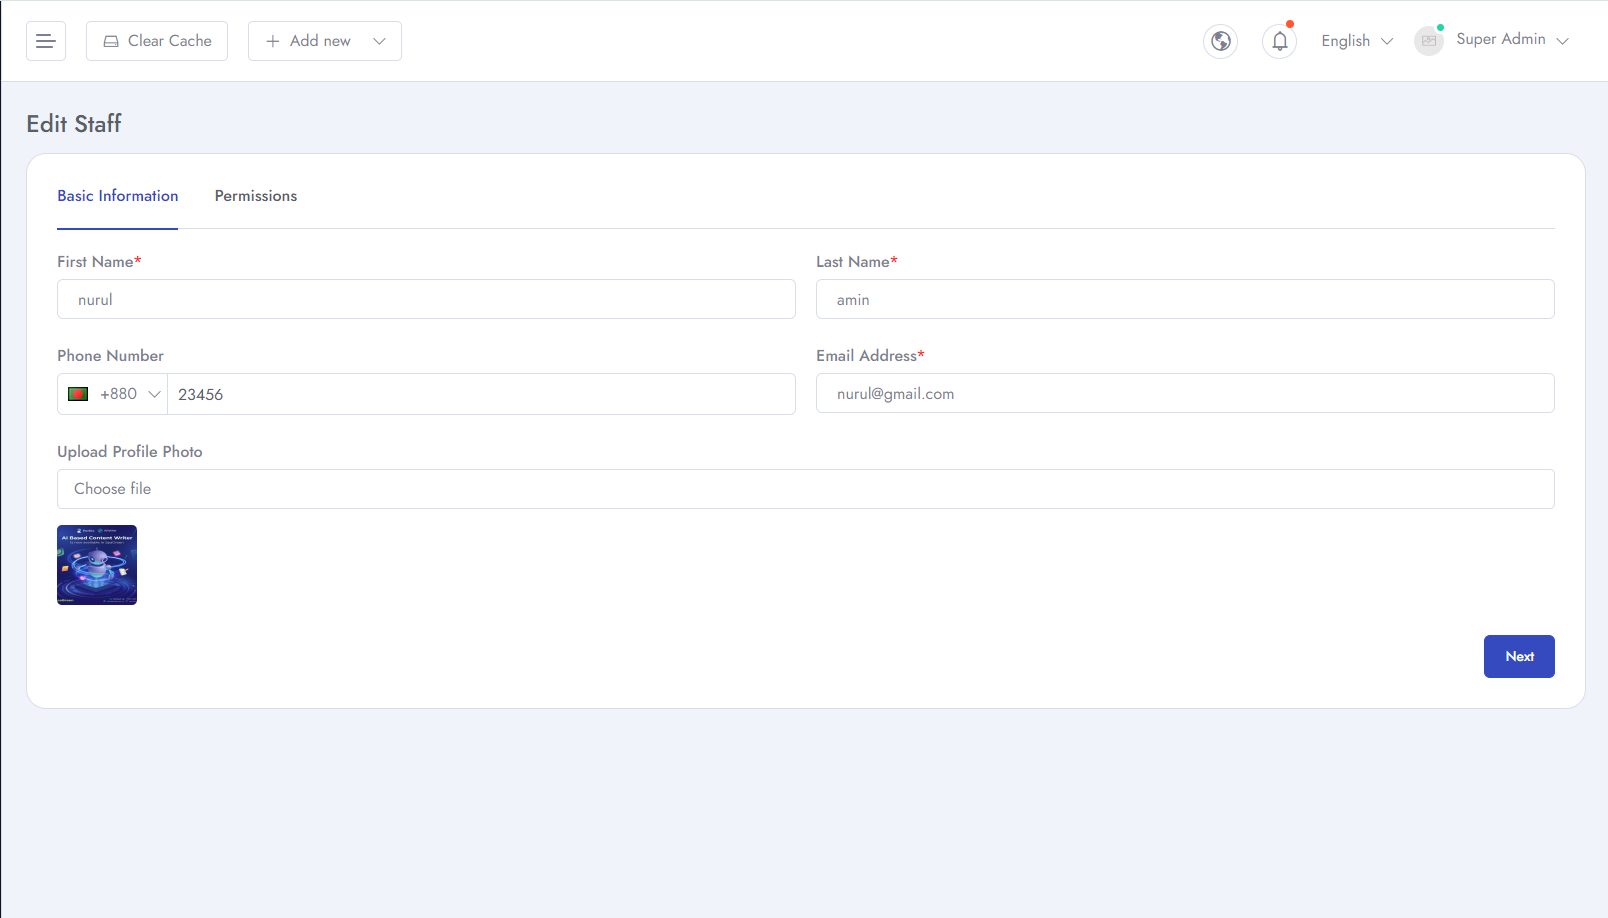 Clear Cache
Add new
English
Super Admin
Edit Staff
Basic Information
Permissions
First Name*
Last Name*
nurul
amin
Phone Number
Email Address*
+880
23456
nurul@gmail.com
Upload Profile Photo
Choose file
AI Based Content Writer
Next